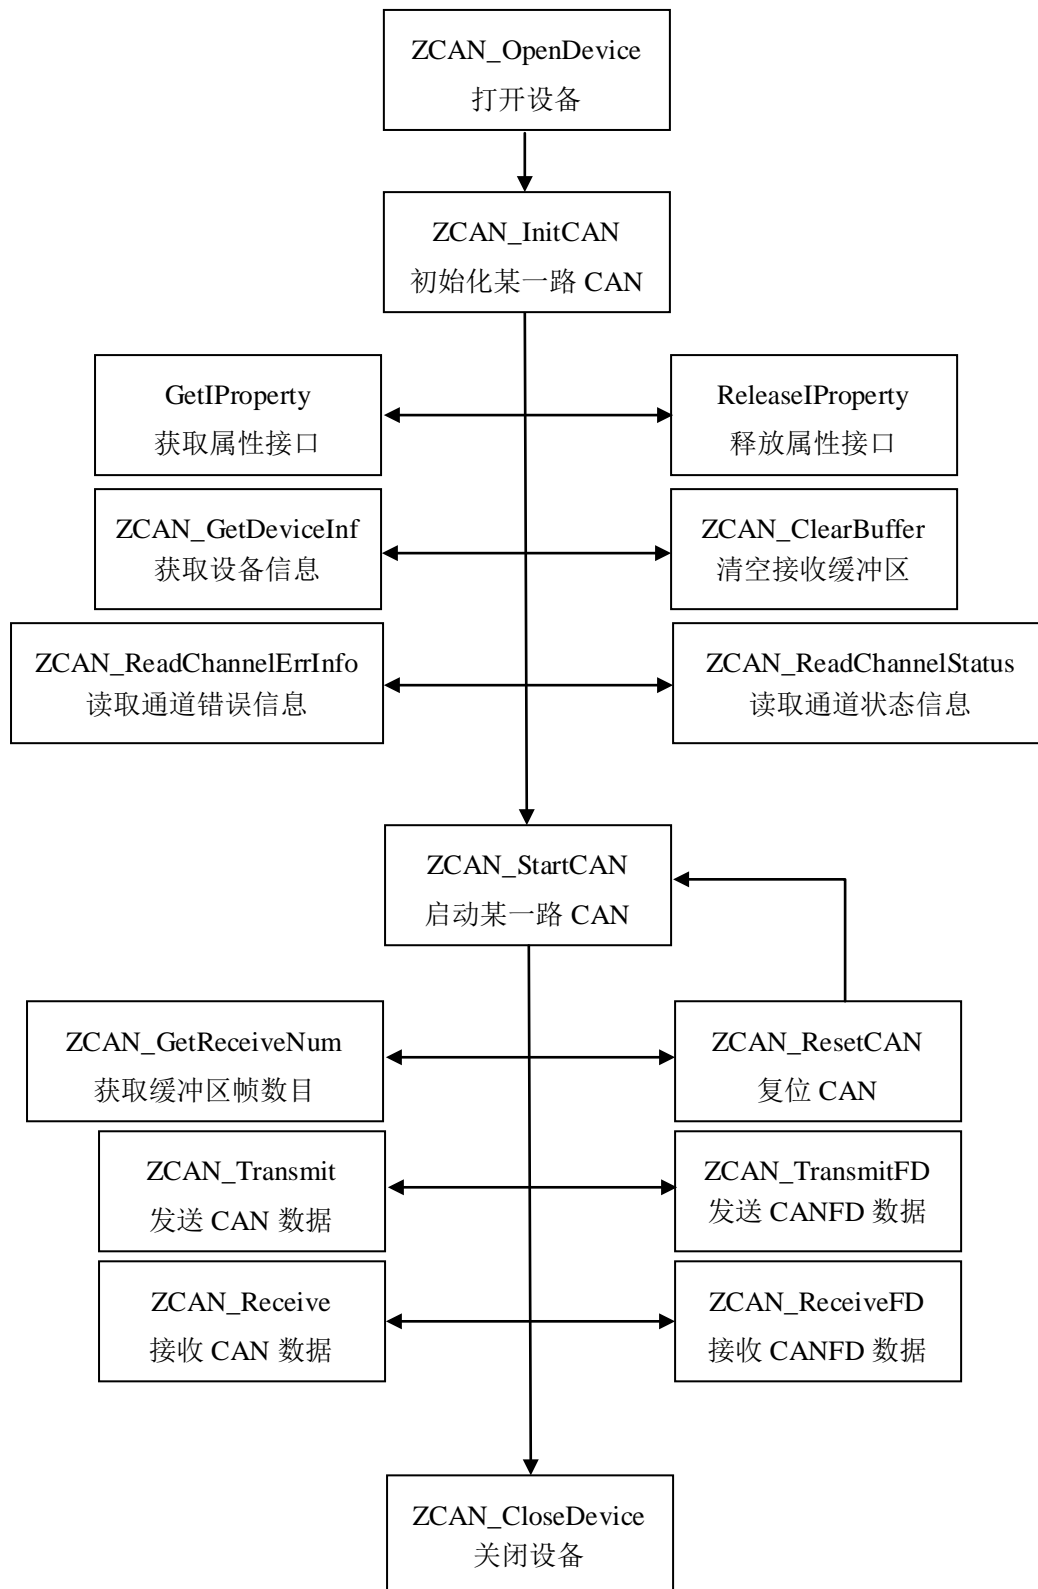 ZCAN_OpenDevice
打开设备
ZCAN_InitCAN
初始化某一路 CAN
GetIProperty
获取属性接口
ReleaseIProperty
释放属性接口
ZCAN_GetDeviceInf
获取设备信息
ZCAN_ClearBuffer
清空接收缓冲区
ZCAN_ReadChannelErrInfo
读取通道错误信息
ZCAN_ReadChannelStatus
读取通道状态信息
ZCAN_StartCAN
启动某一路 CAN
ZCAN_GetReceiveNum
获取缓冲区帧数目
ZCAN_ResetCAN
复位 CAN
ZCAN_Transmit
发送 CAN 数据
ZCAN_TransmitFD
发送 CANFD 数据
ZCAN_Receive
接收 CAN 数据
ZCAN_ReceiveFD
接收 CANFD 数据
ZCAN_CloseDevice
关闭设备